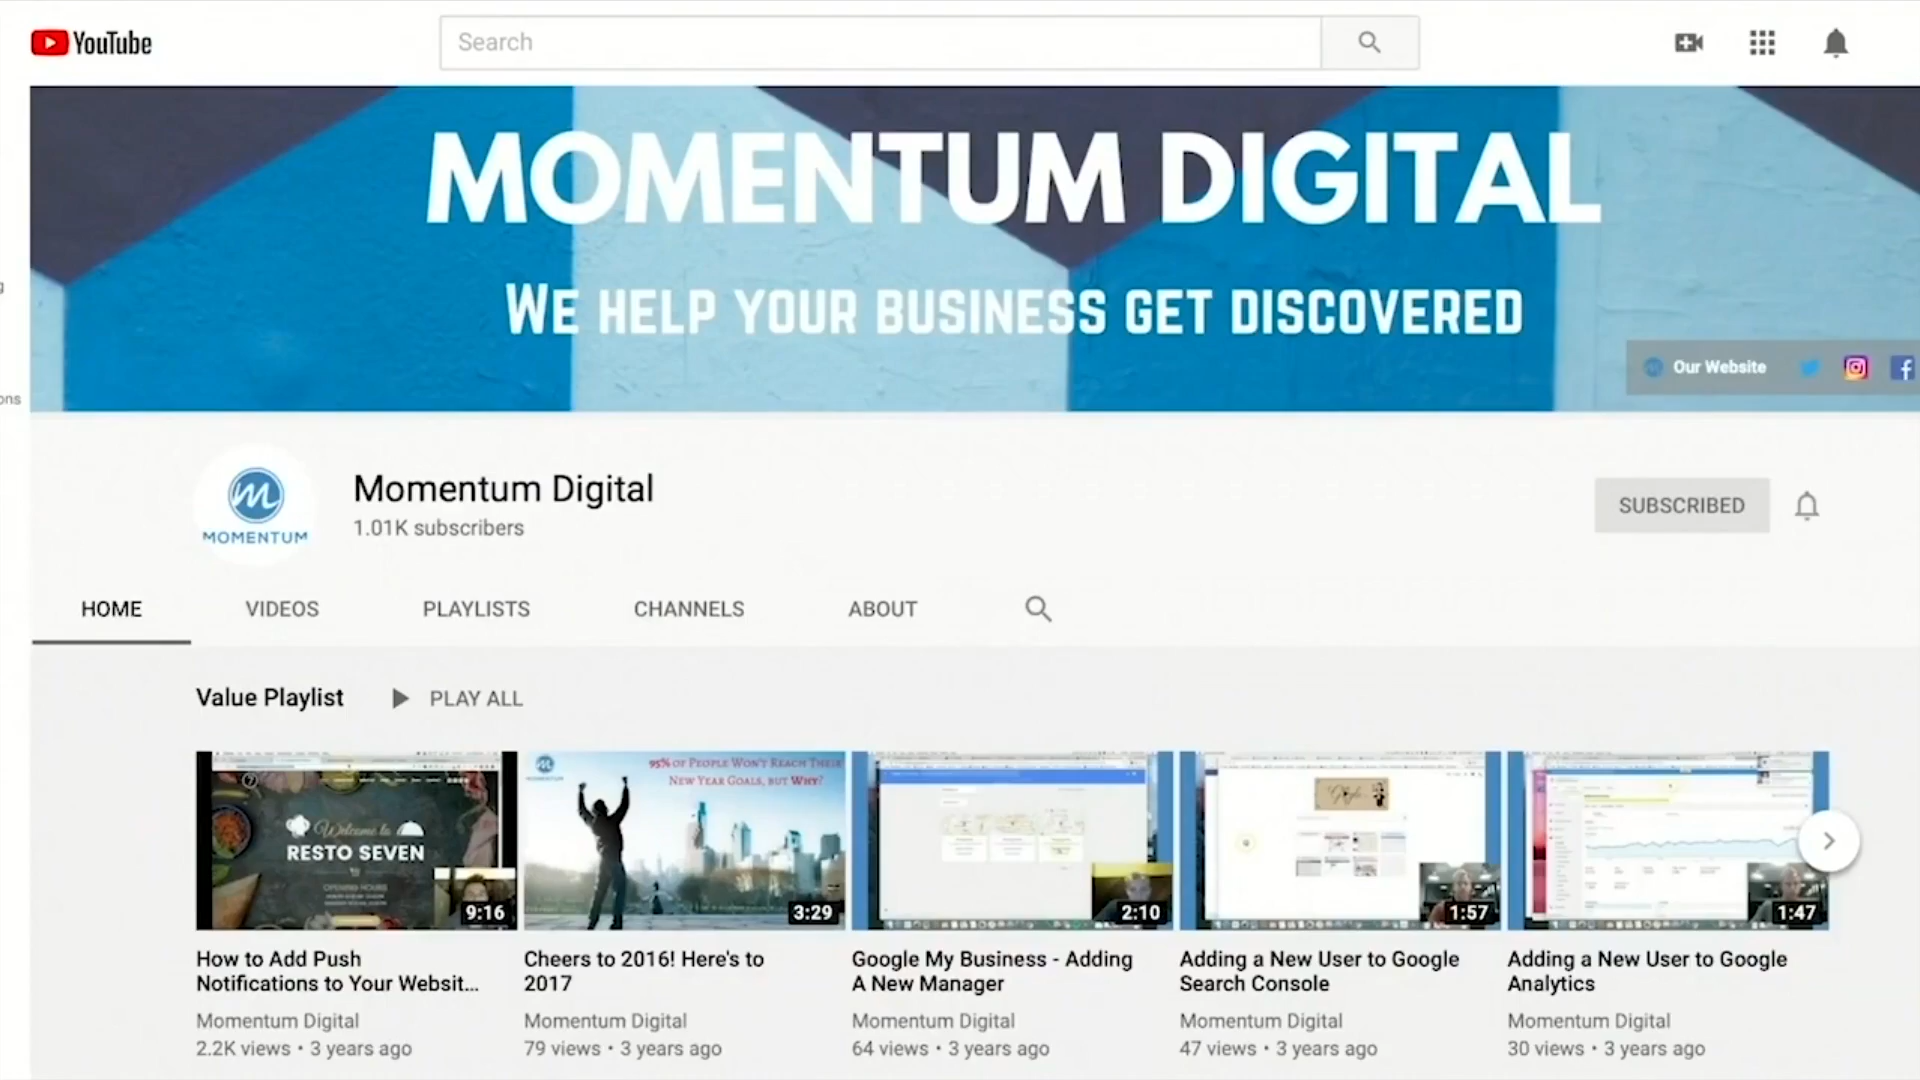 YouTube
Search
MOMENTUM DIGITAL
WE HELP YOUR BUSINESS GET DISCOVERED
Our Website
ons
MOMENTUM
Momentum Digital
1.01K subscribers
SUBSCRIBED
HOME VIDEOS PLAYLISTS CHANNELS ABOUT
Value Playlist PLAY ALL
Welcome to
RESTO SEVEN
OPENING HOURS
9:16
95% OF PEOPLE WON'T REACH THEIR
NEW YEAR GOALS, BUT WHY?
3:29
2:10
Google
1:57
1:47
How to Add Push
Notifications to Your Websit...
Momentum Digital
2.2K views • 3 years ago
Cheers to 2016! Here's to
2017
Momentum Digital
79 views • 3 years ago
Google My Business - Adding
A New Manager
Momentum Digital
64 views • 3 years ago
Adding a New User to Google
Search Console
Momentum Digital
47 views • 3 years ago
Adding a New User to Google
Analytics
Momentum Digital
30 views • 3 years ago